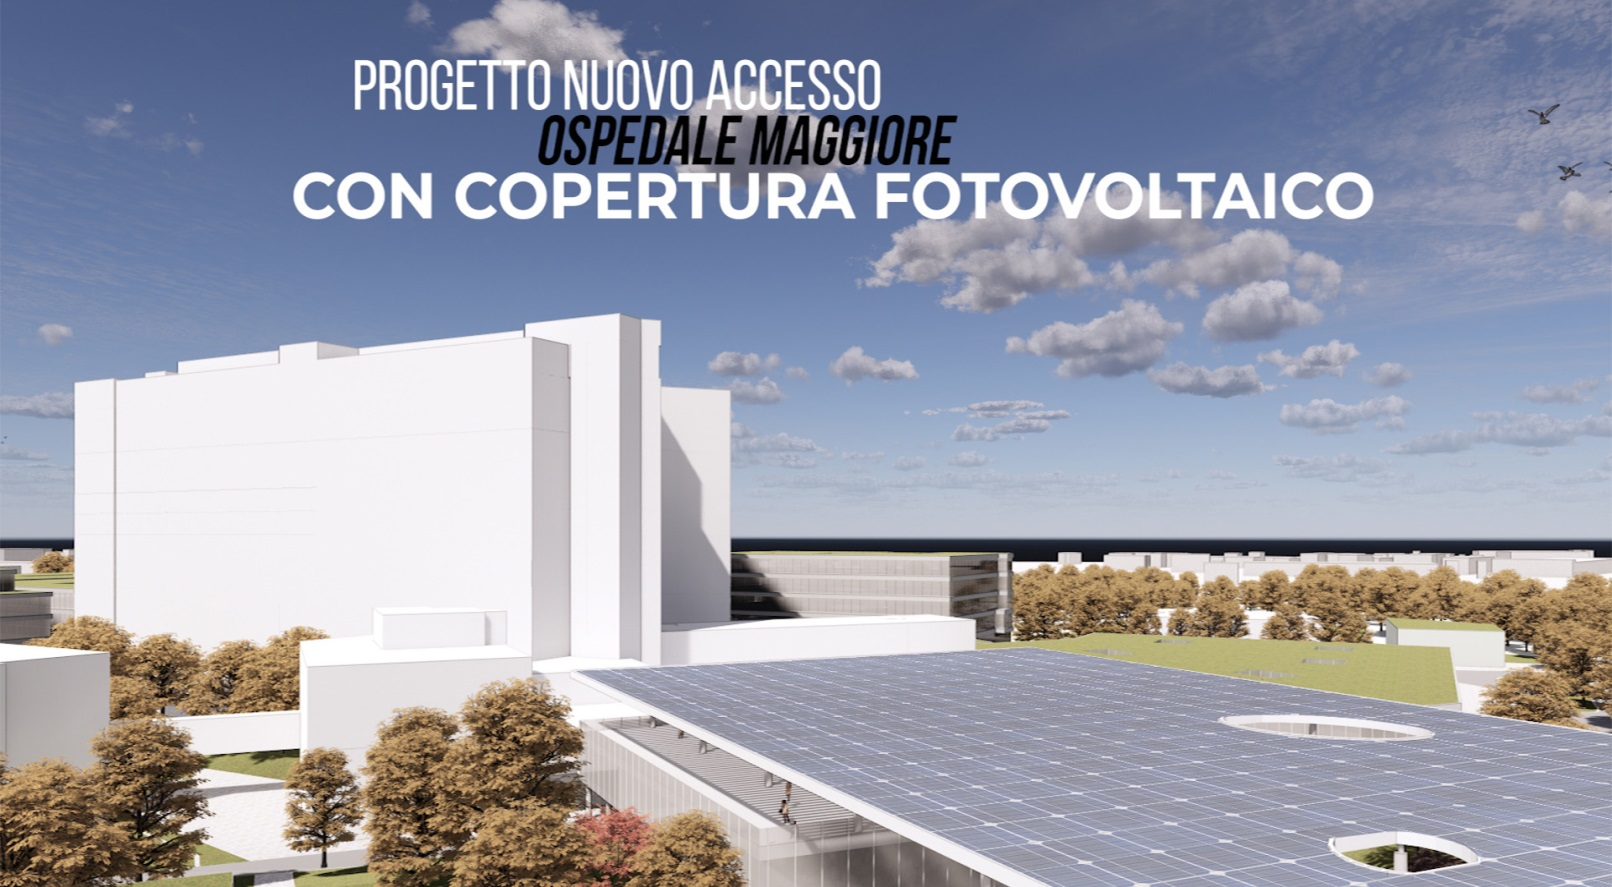 PROGETTO NUOVO ACCESSO
OSPEDALE MAGGIORE
CON COPERTURA FOTOVOLTAICO